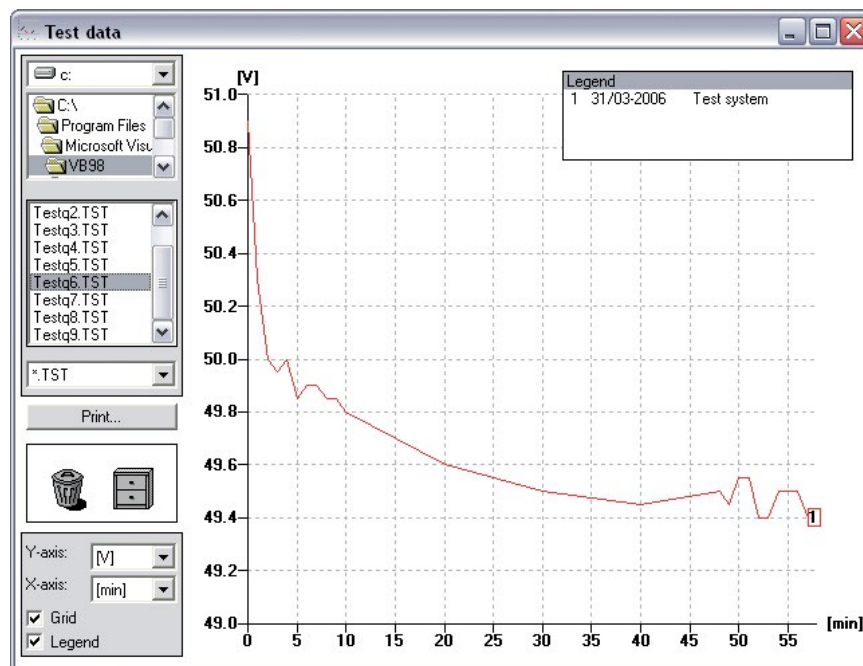 Test data
c:
C:\
Program Files
Microsoft Visu
VB98
Testq2.TST
Testq3.TST
Testq4.TST
Testq5.TST
Testq6.TST
Testq7.TST
Testq8.TST
Testq9.TST
*.TST
Print...
Y-axis: [V]
X-axis: [min]
Grid
Legend
[V]
51.0
50.8
50.6
50.4
50.2
50.0
49.8
49.6
49.4
49.2
49.0
0 5 10 15 20 25 30 35 40 45 50 55
[min]
Legend
1 31/03-2006 Test system
1